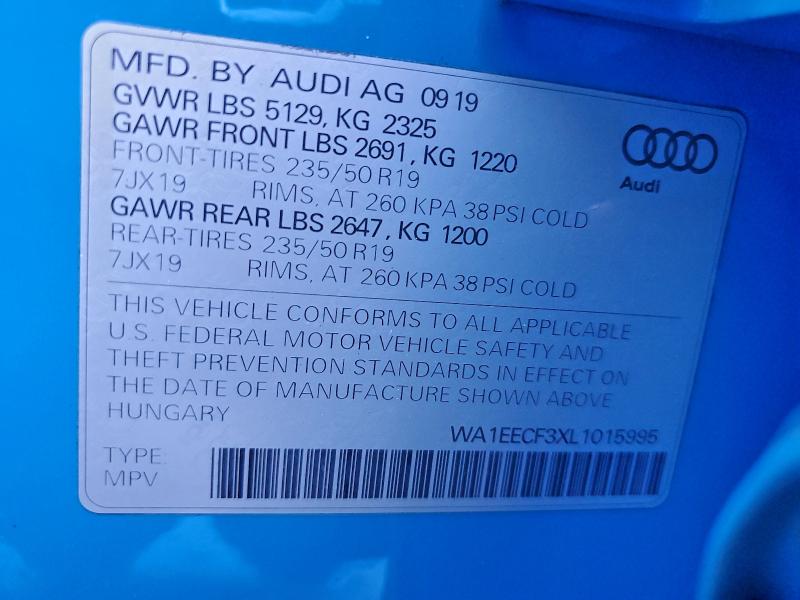 MFD. BY AUDI AG 0919
GVWR LBS 5129, KG 2325
GAWR FRONT LBS 2691, KG 1220
FRONT-TIRES 235/50 R19
7JX19 RIMS, AT 260 KPA 38 PSI COLD
GAWR REAR LBS 2647, KG 1200
REAR-TIRES 235/50 R19
7JX19 RIMS, AT 260 KPA 38 PSI COLD
Audi
THIS VEHICLE CONFORMS TO ALL APPLICABLE
U.S. FEDERAL MOTOR VEHICLE SAFETY AND
THEFT PREVENTION STANDARDS IN EFFECT ON
THE DATE OF MANUFACTURE SHOWN ABOVE
HUNGARY
WA1EECF3XL1015995
TYPE:
MPV